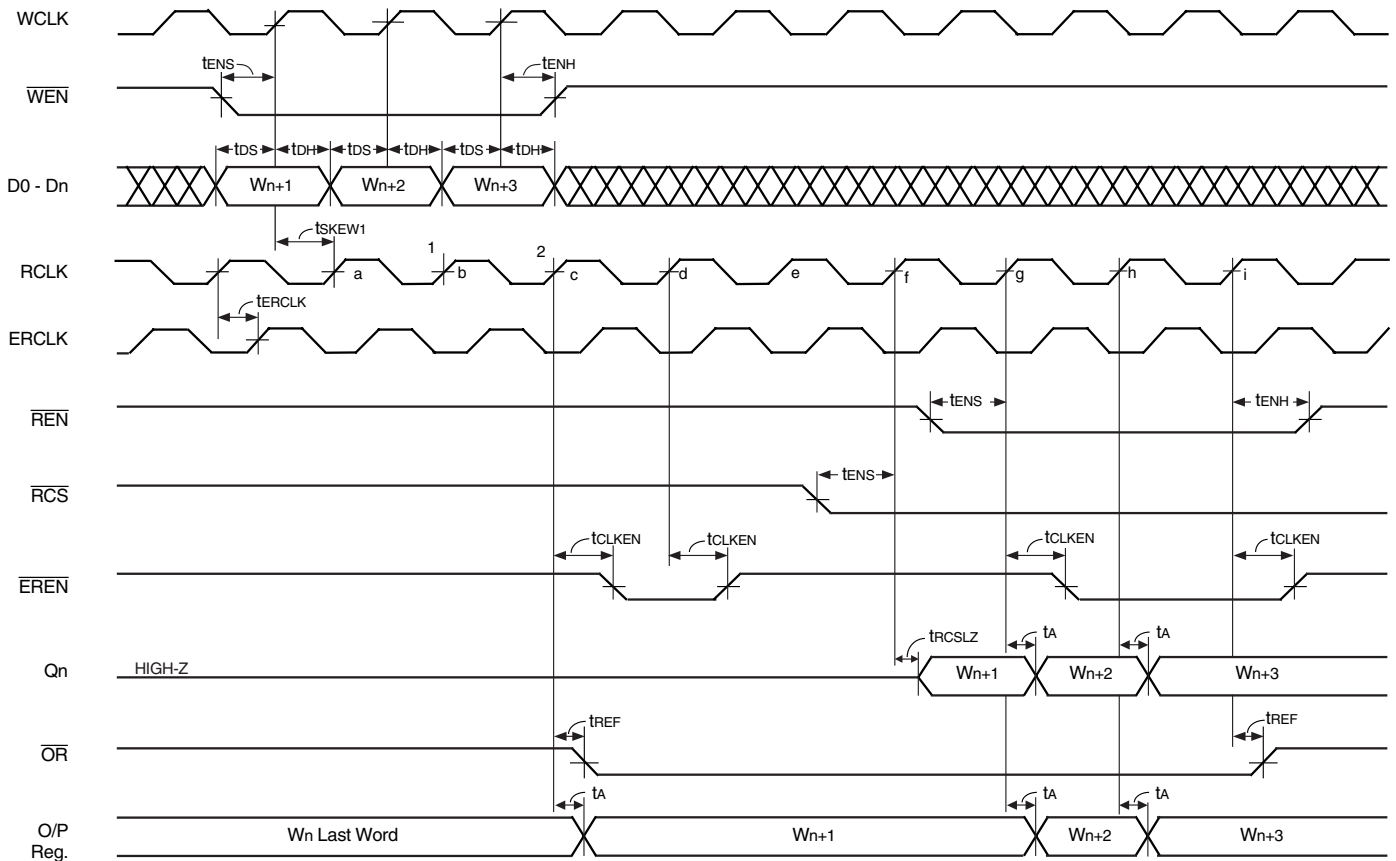 WCLK
tENS
tENH
WEN
tDS
tDH
tDS
tDH
tDS
tDH
D0 - Dn
Wn+1
Wn+2
Wn+3
tSKEW1
1
2
RCLK
a
b
c
d
e
f
g
h
i
tERCLK
ERCLK
REN
tENS
tENH
RCS
tENS
tCLKEN
tCLKEN
tCLKEN
tCLKEN
EREN
tRCSLZ
tA
tA
Qn
HIGH-Z
Wn+1
Wn+2
Wn+3
tREF
tREF
OR
tA
tA
tA
O/P
Reg.
Wn Last Word
Wn+1
Wn+2
Wn+3